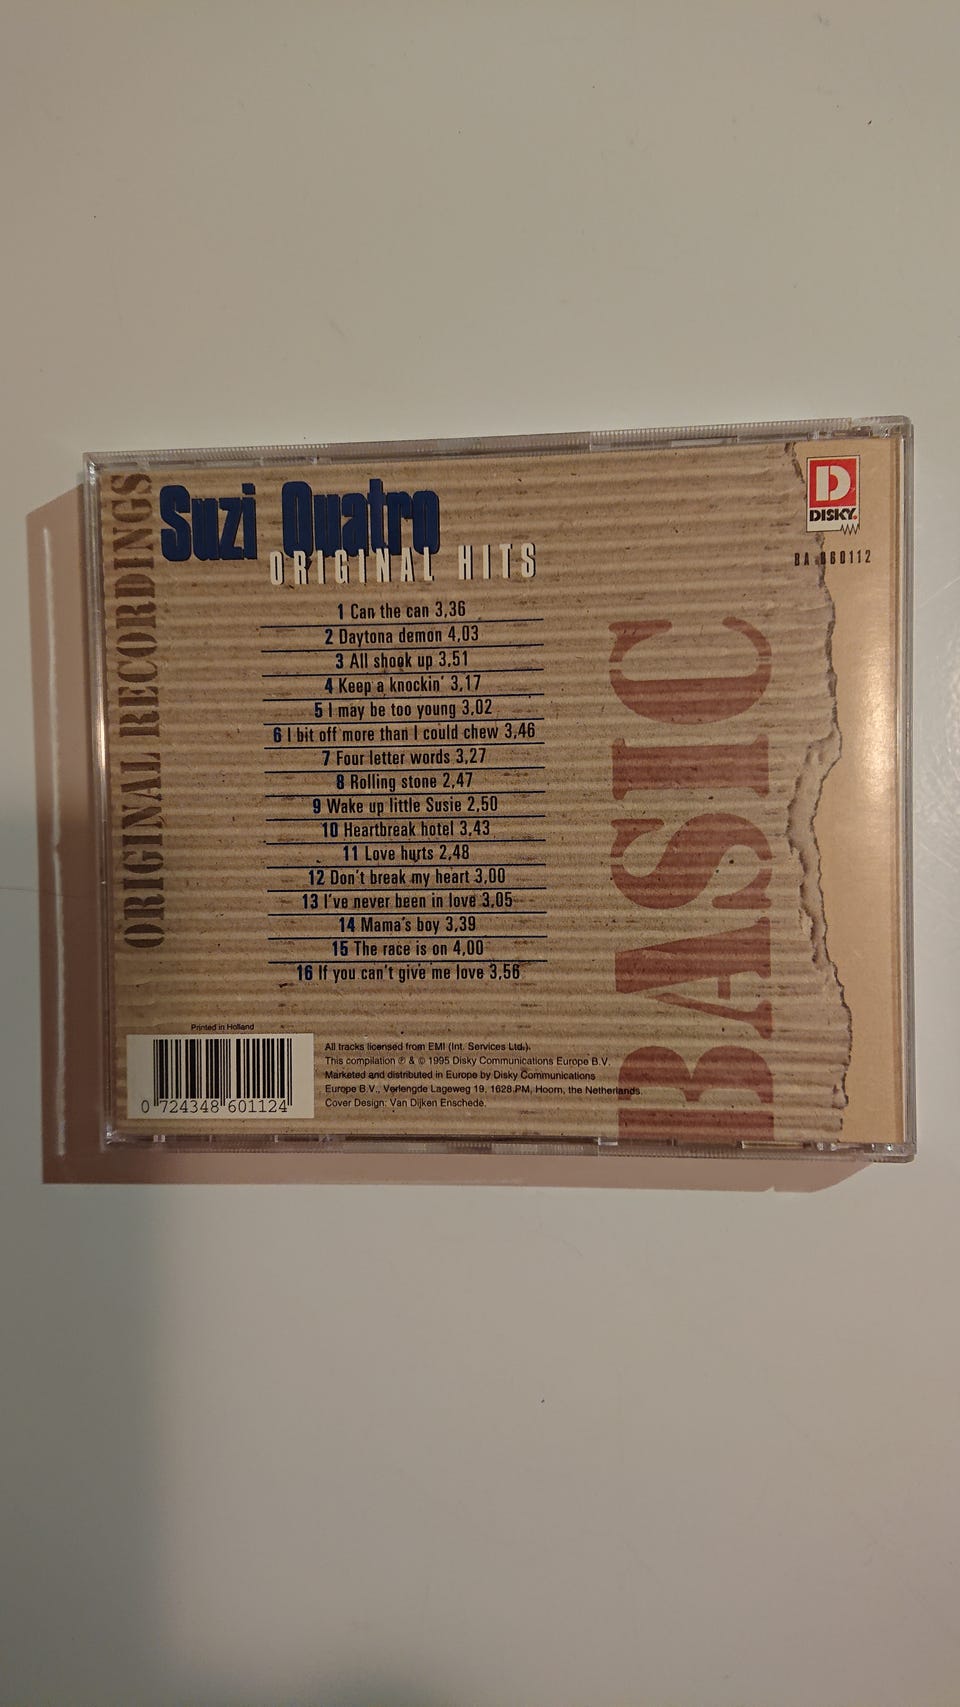 ORIGINAL RECORDINGS
Suzi Quatro
ORIGINAL HITS
D
DISKY.
BA 860112
1 Can the can 3,36
2 Daytona demon 4,03
3 All shook up 3,51
4 Keep a knockin' 3,17
5 I may be too young 3,02
6 I bit off more than I could chew 3,46
7 Four letter words 3,27
8 Rolling stone 2,47
9 Wake up little Susie 2,50
10 Heartbreak hotel 3,43
11 Love hurts 2,48
12 Don't break my heart 3,00
13 I've never been in love 3,05
14 Mama's boy 3,39
15 The race is on 4,00
16 If you can't give me love 3,56
BASIC
Printed in Holland
0 724348 601124
All tracks licensed from EMI (Int. Services Ltd.).
This compilation ℗ & © 1995 Disky Communications Europe B.V.
Marketed and distributed in Europe by Disky Communications
Europe B.V., Verlengde Lageweg 19, 1628 PM, Hoorn, the Netherlands.
Cover Design: Van Dijken Enschede.